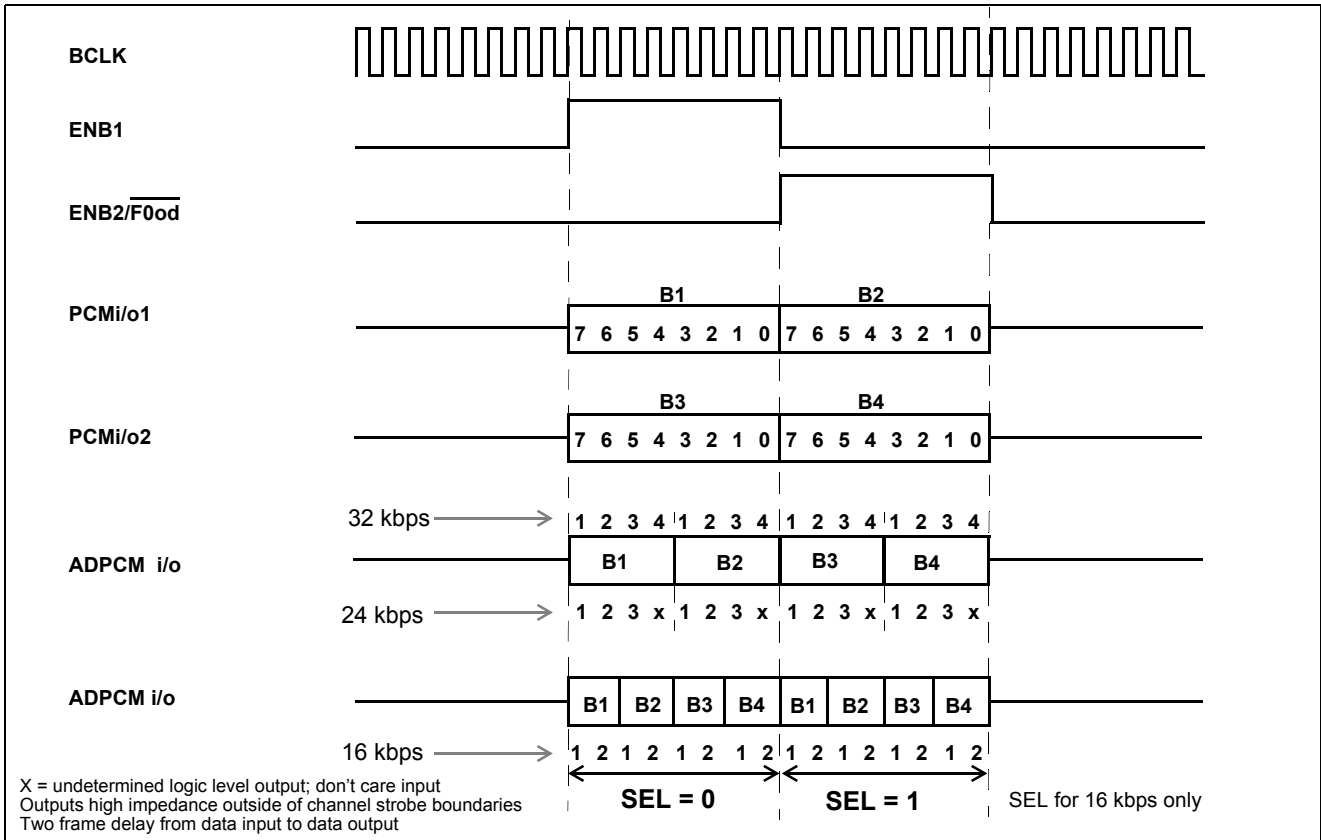 BCLK
ENB1
ENB2/F0od
B1 B2
PCMi/o1
7 6 5 4 3 2 1 0 7 6 5 4 3 2 1 0
B3 B4
PCMi/o2
7 6 5 4 3 2 1 0 7 6 5 4 3 2 1 0
32 kbps 1 2 3 4 1 2 3 4 1 2 3 4 1 2 3 4
ADPCM i/o B1 B2 B3 B4
24 kbps 1 2 3 x 1 2 3 x 1 2 3 x 1 2 3 x
ADPCM i/o B1 B2 B3 B4 B1 B2 B3 B4
16 kbps 1 2 1 2 1 2 1 2 1 2 1 2 1 2 1 2
SEL = 0 SEL = 1 SEL for 16 kbps only
X = undetermined logic level output; don't care input
Outputs high impedance outside of channel strobe boundaries
Two frame delay from data input to data output